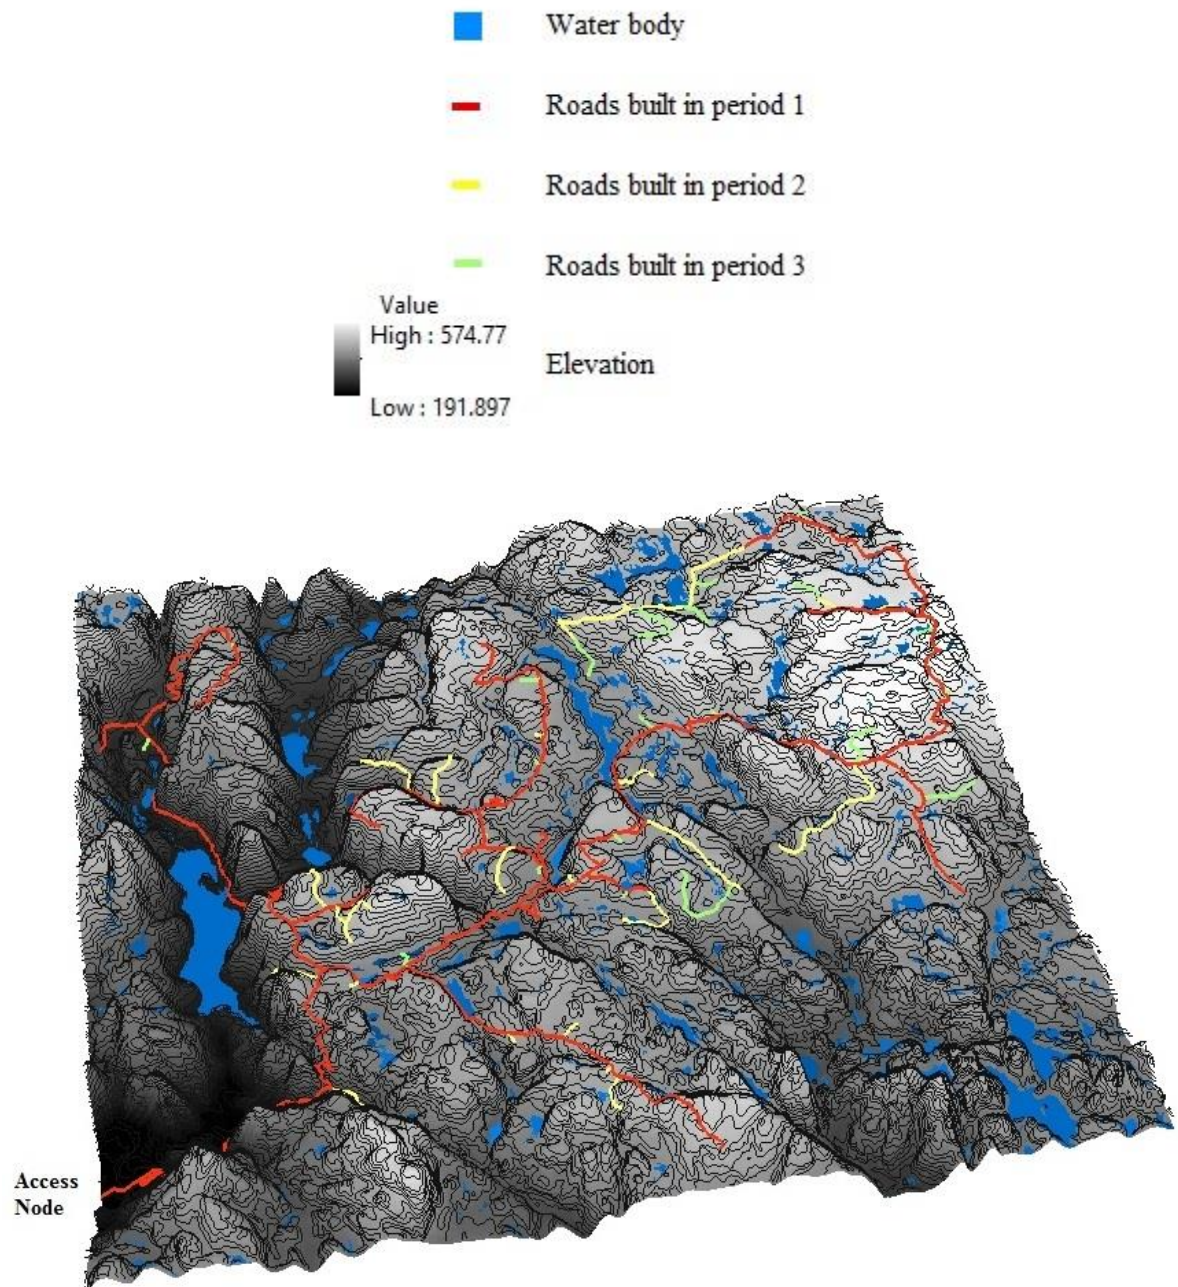 Water body
Roads built in period 1
Roads built in period 2
Roads built in period 3
Value
High : 574.77
Elevation
Low : 191.897
Access
Node